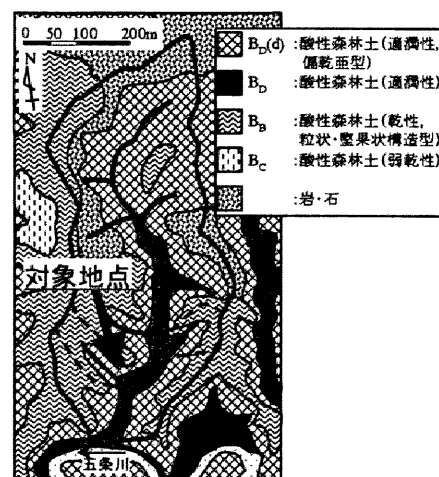 0 50 100 200m
N
B_D(d) :酸性森林土(適潤性,
偏乾亜型)
B_D :酸性森林土(適潤性)
B_B :酸性森林土(乾性,
粒状・堅果状構造型)
B_C :酸性森林土(弱乾性)
:岩・石
対象地点
五条川